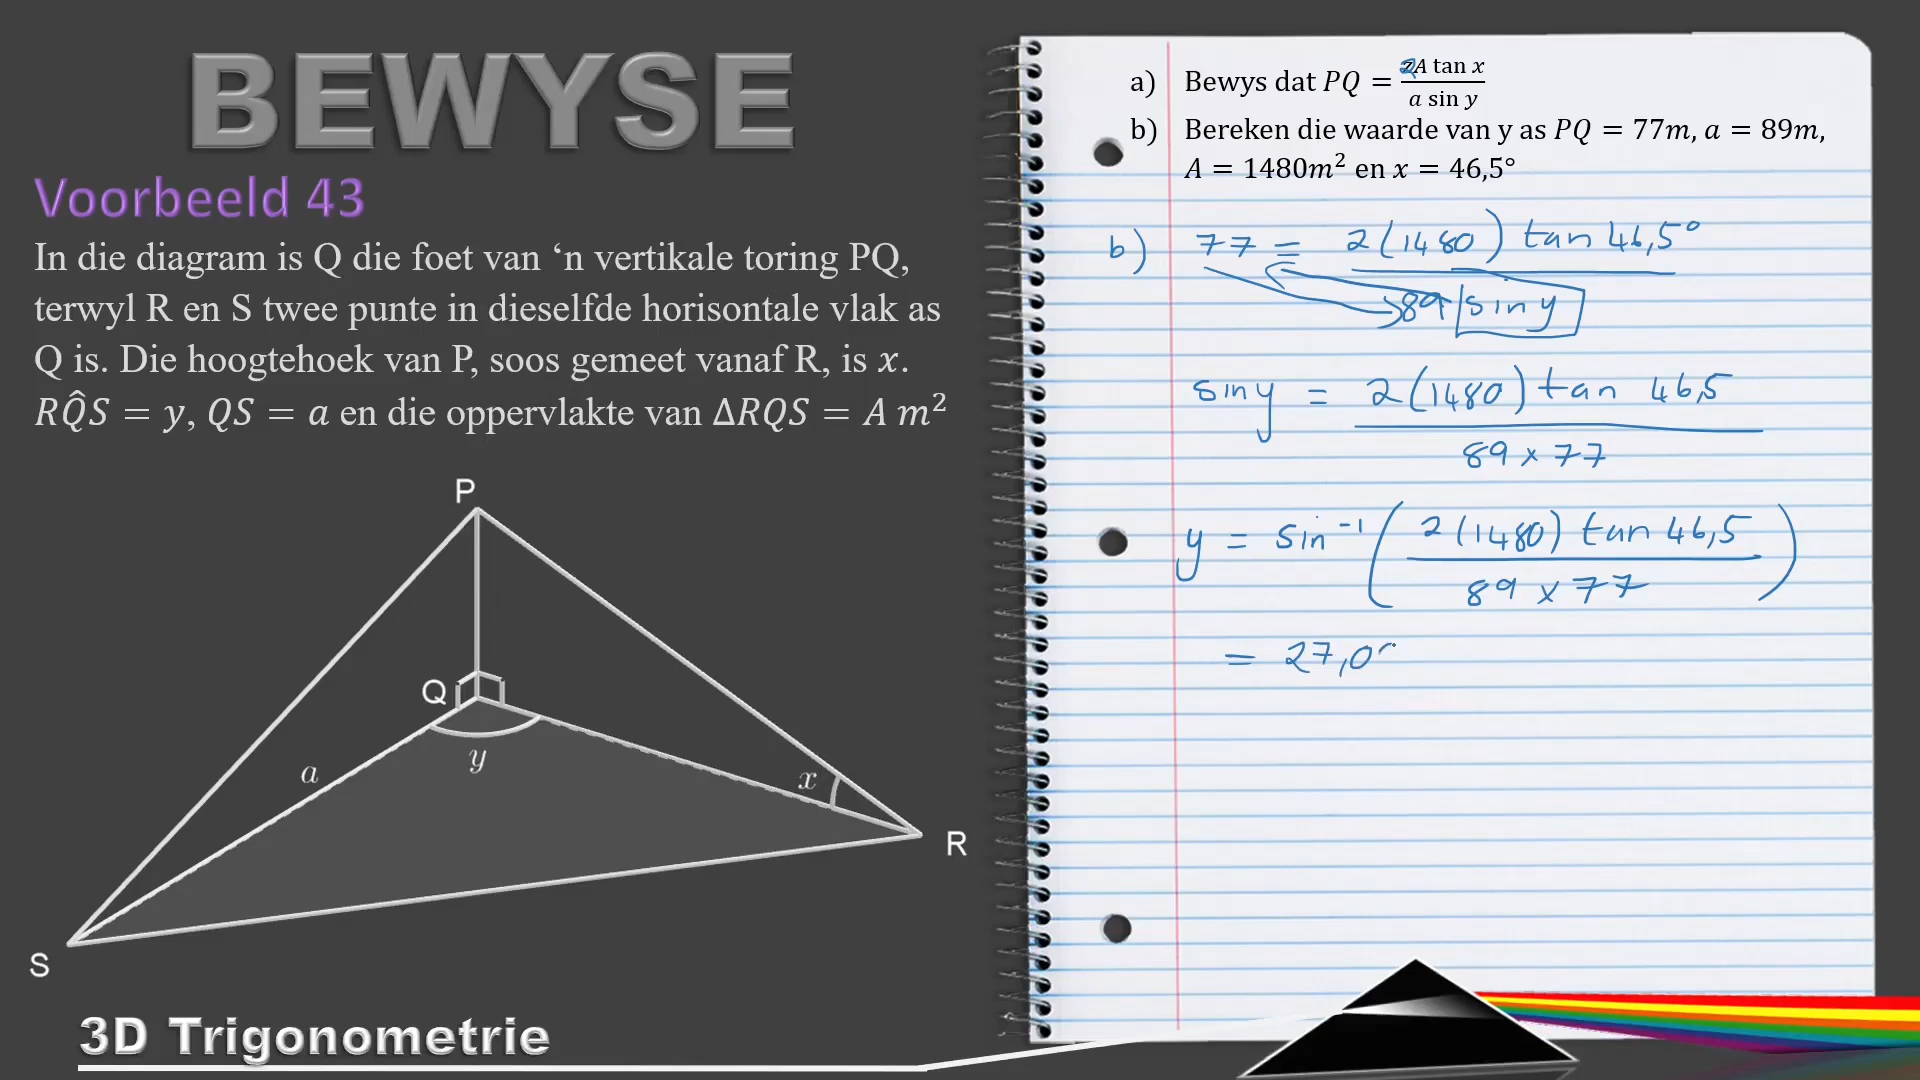 BEWYSE
Voorbeeld 43
In die diagram is Q die foet van ‘n vertikale toring PQ,
terwyl R en S twee punte in dieselfde horisontale vlak as
Q is. Die hoogtehoek van P, soos gemeet vanaf R, is x.
RQ̂S = y, QS = a en die oppervlakte van ΔRQS = A m²
P
Q
a
y
x
R
S
3D Trigonometrie
a) Bewys dat PQ = 2A tan x / a sin y
b) Bereken die waarde van y as PQ = 77m, a = 89m,
A = 1480m² en x = 46,5°
b) 77 = 2(1480) tan 46,5°
89 sin y
sin y = 2(1480) tan 46,5
89 × 77
y = sin⁻¹ ( 2(1480) tan 46,5 )
89 × 77
= 27,0